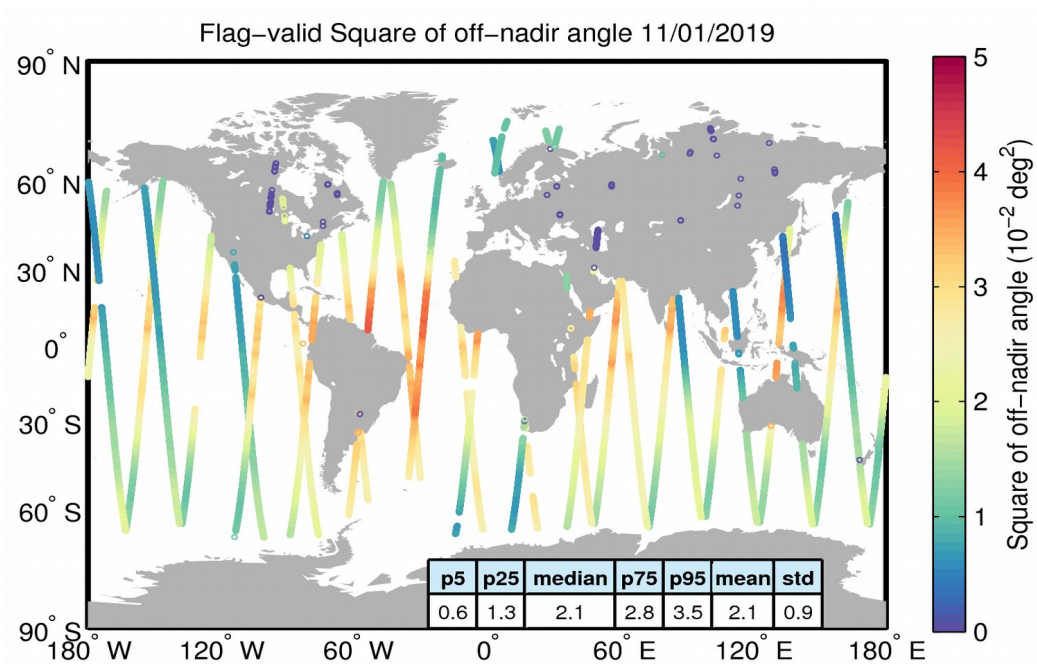 Flag−valid Square of off−nadir angle 11/01/2019
90° N
60° N
30° N
0°
30° S
60° S
90° S
180° W 120° W 60° W 0° 60° E 120° E 180° E
p5 p25 median p75 p95 mean std
0.6 1.3 2.1 2.8 3.5 2.1 0.9
5
4
3
2
1
0
Square of off−nadir angle (10⁻² deg²)